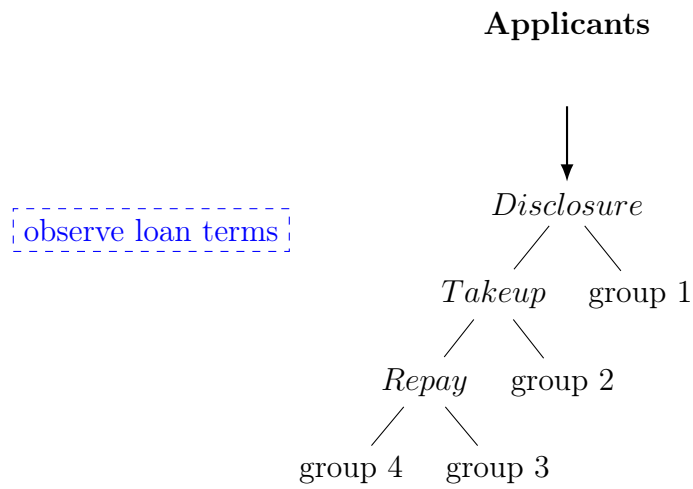 Applicants
Disclosure
observe loan terms
Takeup
group 1
Repay
group 2
group 4
group 3